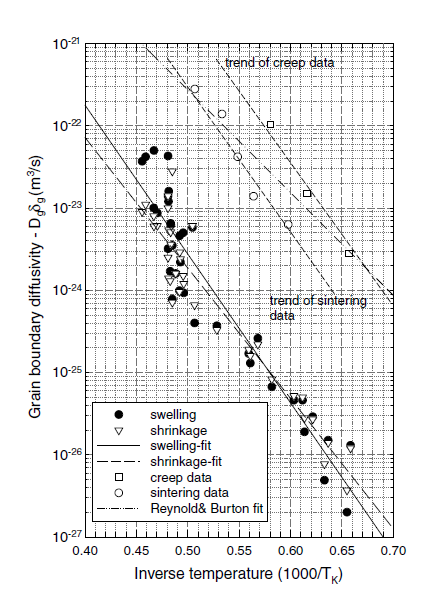 10-21
trend of creep data
10-22
10-23
10-24
trend of sintering
data
10-25
10-26
10-27
Grain boundary diffusivity - Dgδg(m3/s)
swelling
shrinkage
swelling-fit
shrinkage-fit
creep data
sintering data
Reynold& Burton fit
0.40 0.45 0.50 0.55 0.60 0.65 0.70
Inverse temperature (1000/TK)